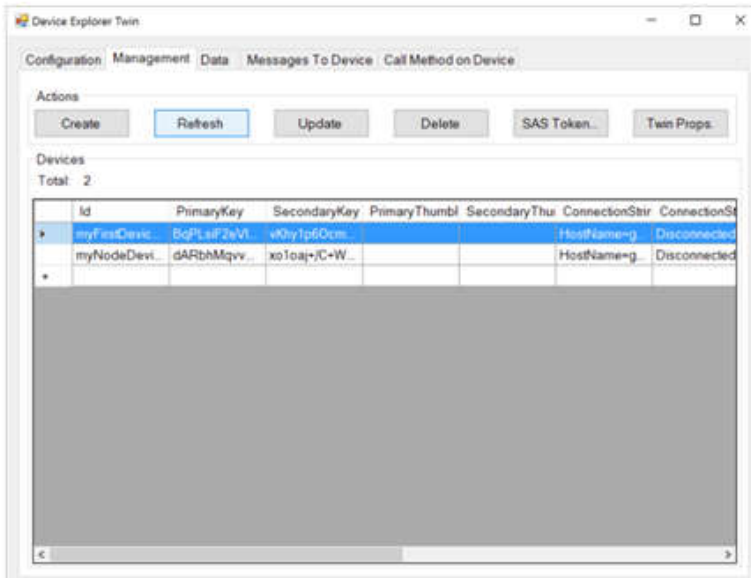 Device Explorer Twin
Configuration Management Data Messages To Device Call Method on Device
Actions
Create Refresh Update Delete SAS Token... Twin Props.
Devices
Total: 2
Id PrimaryKey SecondaryKey PrimaryThumbl SecondaryThui ConnectionStrir ConnectionSt
myFirstDevic... BqPLsiF2eVl... vKhy1p6Ocm... HostName=g... Disconnected
myNodeDevi... dARbhMqvv... xo1oaj+/C+W... HostName=g... Disconnected